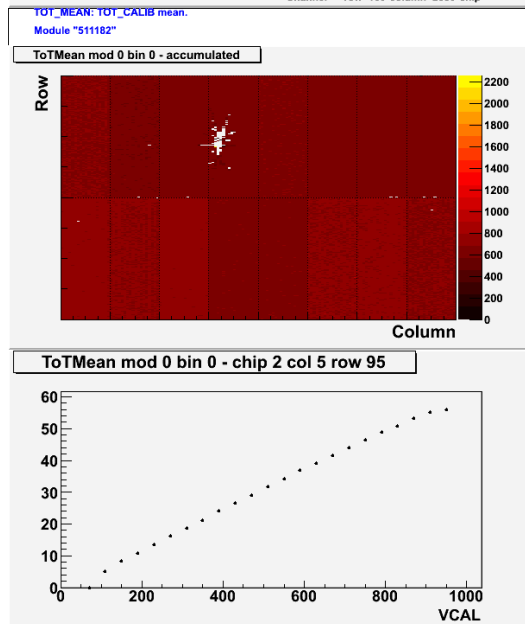 TOT_MEAN: TOT_CALIB mean.
Module "511182"
ToTMean mod 0 bin 0 - accumulated
Row
2200
2000
1800
1600
1400
1200
1000
800
600
400
200
0
Column
ToTMean mod 0 bin 0 - chip 2 col 5 row 95
60
50
40
30
20
10
0
0 200 400 600 800 1000
VCAL